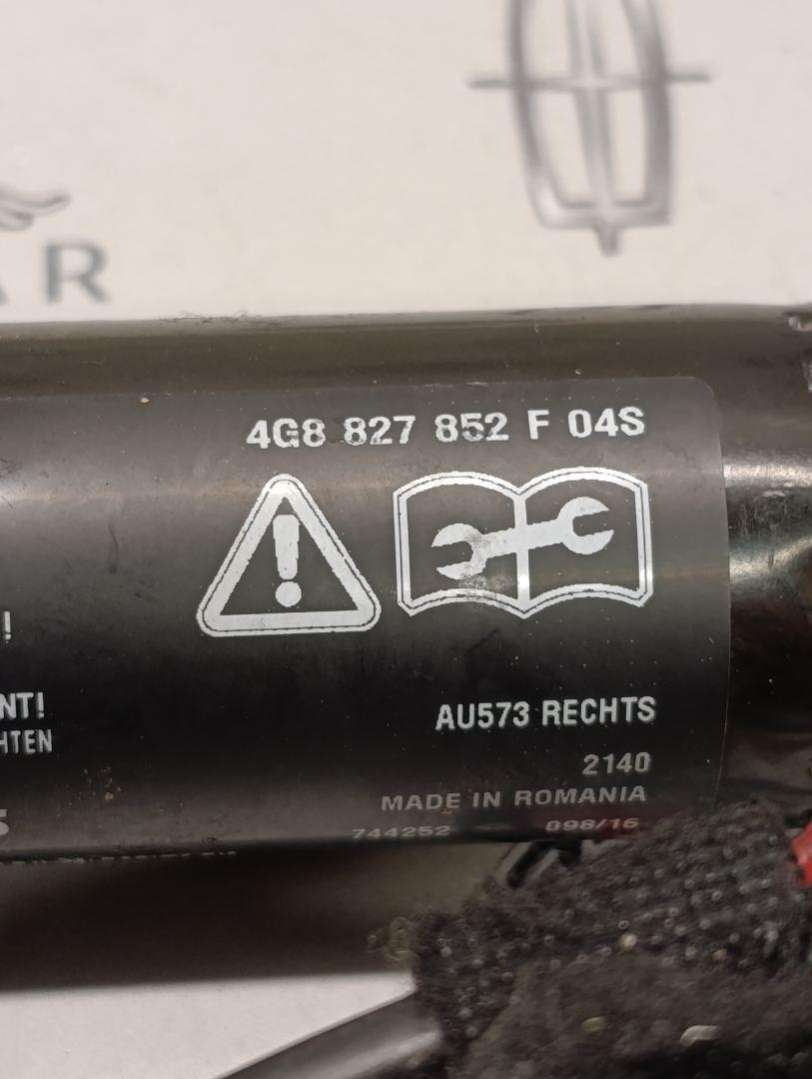 AR
4G8 827 852 F 04S
!
NT!
HTEN
AU573 RECHTS
2140
MADE IN ROMANIA
744252 098/16